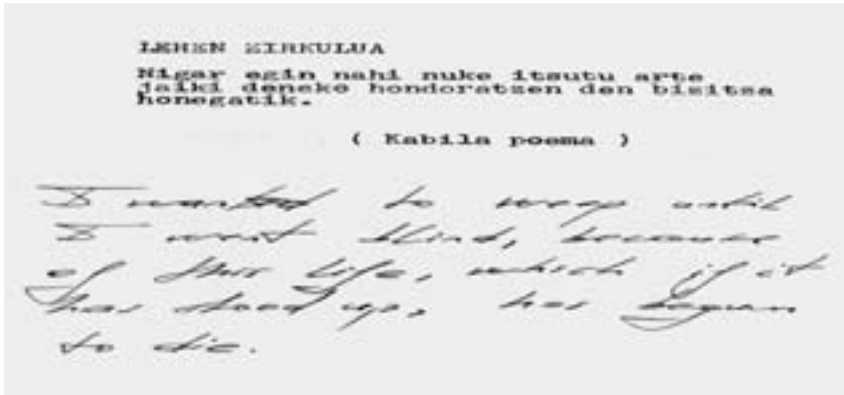 LEHEN ZIRKULUA
Nigar egin nahi nuke itsutu arte
jaiki deneko hondoratzen den bizitza
honegatik.
( Kabila poema )
I wanted to weep until
I went blind, because
of this life, which if it
has stood up, has begun
to die.